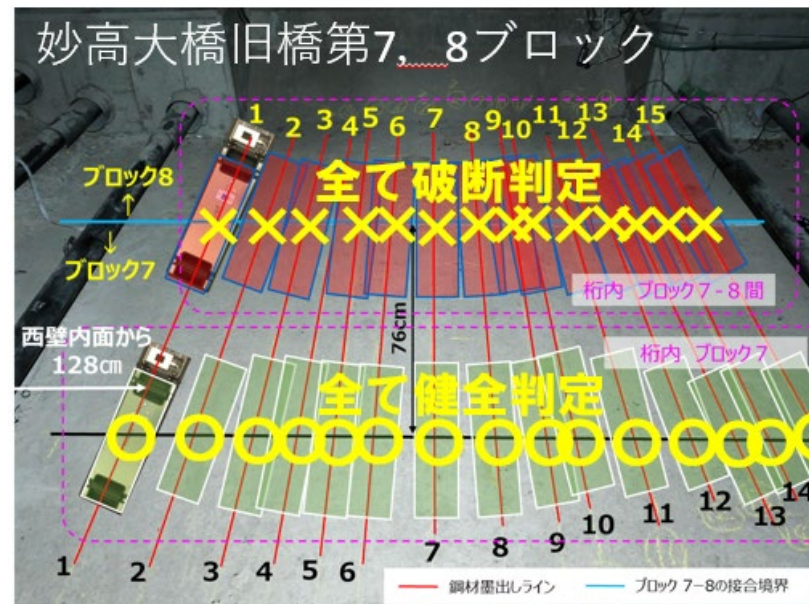 妙高大橋旧橋第7, 8ブロック
1 2 3 4 5 6 7 8 9 10 11 12 13 14 15
全て破断判定
ブロック8
↑
↓
ブロック7
桁内 ブロック7-8間
76cm
桁内 ブロック7
西壁内面から
128cm
全て健全判定
1 2 3 4 5 6 7 8 9 10 11 12 13 14
鋼材墨出しライン
ブロック7-8の接合境界